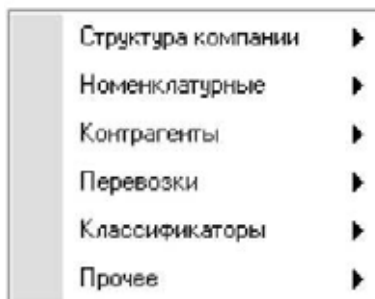 Структура компании
Номенклатурные
Контрагенты
Перевозки
Классификаторы
Прочее